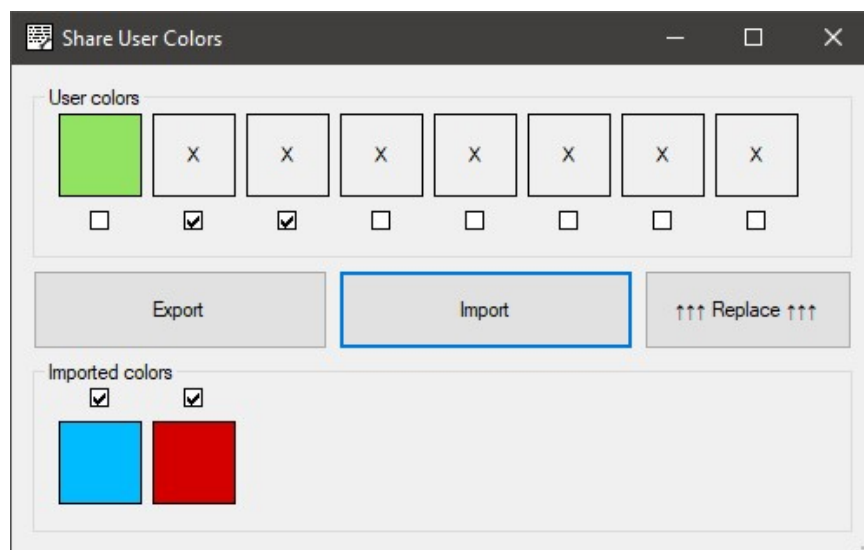 Share User Colors
User colors
X X X X X X X
Export Import ↑↑↑ Replace ↑↑↑
Imported colors